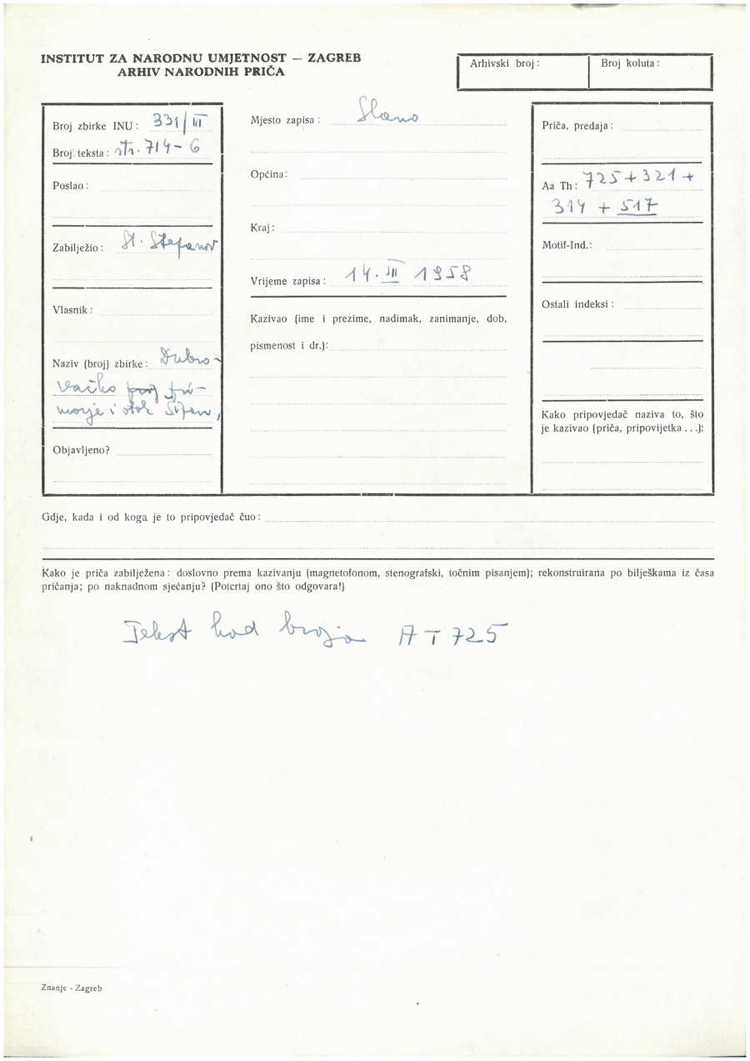 INSTITUT ZA NARODNU UMJETNOST — ZAGREB
ARHIV NARODNIH PRIČA
Arhivski broj:
Broj koluta:
Broj zbirke INU: 331/III
Broj teksta: str. 714-6
Poslao:
Zabilježio: St. Stefanov
Vlasnik:
Naziv (broj) zbirke: Dubro-
vačko pri-
morje i otok Šipan,
Objavljeno?
Mjesto zapisa: Slano
Općina:
Kraj:
Vrijeme zapisa: 14. III 1958
Kazivao (ime i prezime, nadimak, zanimanje, dob,
pismenost i dr.):
Priča, predaja:
Aa Th: 725 + 321 +
314 + 517
Motif-Ind.:
Ostali indeksi:
Kako pripovjedač naziva to, što
je kazivao (priča, pripovijetka . . .):
Gdje, kada i od koga je to pripovjedač čuo:
Kako je priča zabilježena: doslovno prema kazivanju (magnetofonom, stenografski, točnim pisanjem); rekonstruirana po bilješkama iz časa
pričanja; po naknadnom sjećanju? (Potcrtaj ono što odgovara!)
Tekst kod broja AT 725
Znanje - Zagreb